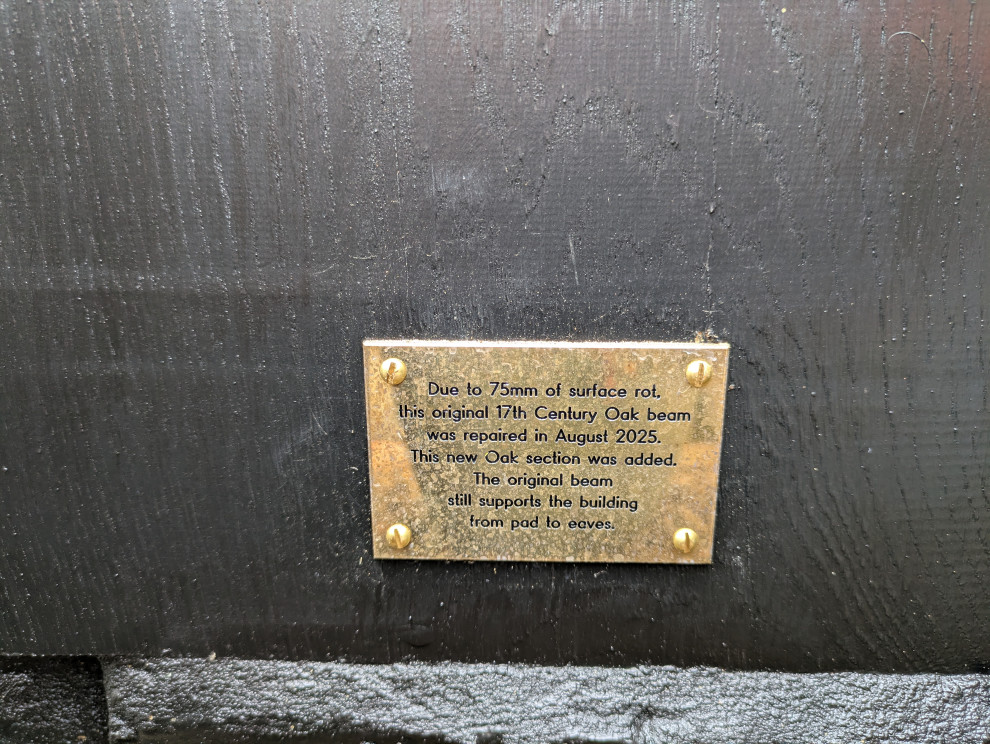 Due to 75mm of surface rot,
this original 17th Century Oak beam
was repaired in August 2025.
This new Oak section was added.
The original beam
still supports the building
from pad to eaves.